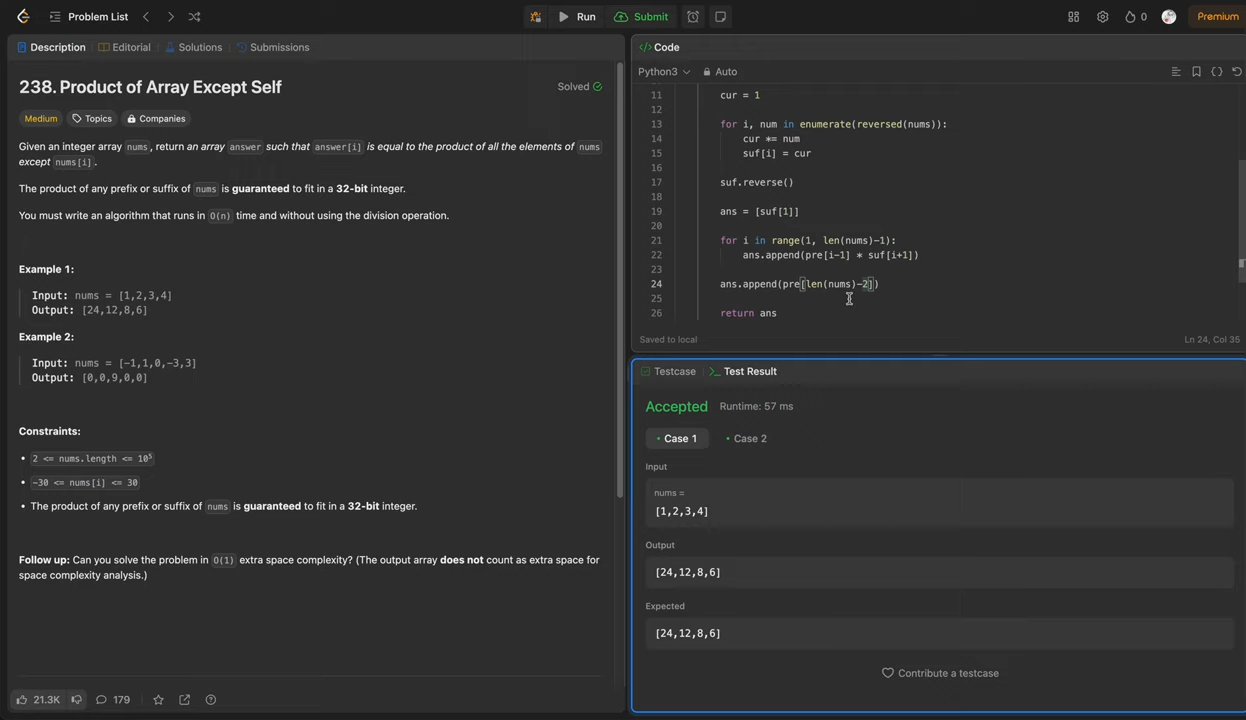 Problem List
Run
Submit
0
Premium
Description
Editorial
Solutions
Submissions
238. Product of Array Except Self
Solved
Medium
Topics
Companies
Given an integer array nums, return an array answer such that answer[i] is equal to the product of all the elements of nums
except nums[i].
The product of any prefix or suffix of nums is guaranteed to fit in a 32-bit integer.
You must write an algorithm that runs in O(n) time and without using the division operation.
Example 1:
Input: nums = [1,2,3,4]
Output: [24,12,8,6]
Example 2:
Input: nums = [-1,1,0,-3,3]
Output: [0,0,9,0,0]
Constraints:
• 2 <= nums.length <= 10⁵
• -30 <= nums[i] <= 30
• The product of any prefix or suffix of nums is guaranteed to fit in a 32-bit integer.
Follow up: Can you solve the problem in O(1) extra space complexity? (The output array does not count as extra space for
space complexity analysis.)
21.3K
179
</> Code
Python3
Auto
11 cur = 1
12
13 for i, num in enumerate(reversed(nums)):
14 cur *= num
15 suf[i] = cur
16
17 suf.reverse()
18
19 ans = [suf[1]]
20
21 for i in range(1, len(nums)-1):
22 ans.append(pre[i-1] * suf[i+1])
23
24 ans.append(pre[len(nums)-2])
25
26 return ans
Saved to local
Ln 24, Col 35
Testcase
>_ Test Result
Accepted
Runtime: 57 ms
• Case 1
• Case 2
Input
nums =
[1,2,3,4]
Output
[24,12,8,6]
Expected
[24,12,8,6]
Contribute a testcase